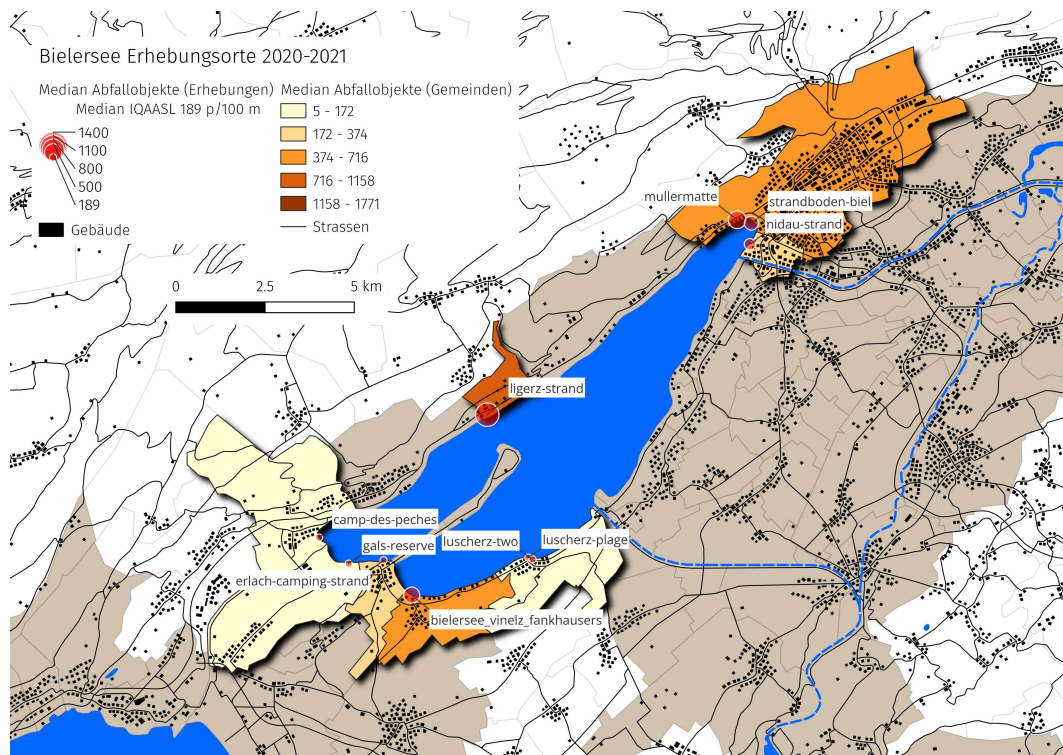 Bielersee Erhebungsorte 2020-2021
Median Abfallobjekte (Erhebungen)
Median IQAASL 189 p/100 m
1400
1100
800
500
189
Gebäude
Median Abfallobjekte (Gemeinden)
5 - 172
172 - 374
374 - 716
716 - 1158
1158 - 1771
Strassen
0 2.5 5 km
mullermatte
strandboden-biel
nidau-strand
ligerz-strand
camp-des-peches
gals-reserve
luscherz-two
luscherz-plage
erlach-camping-strand
bielersee_vinelz_fankhausers